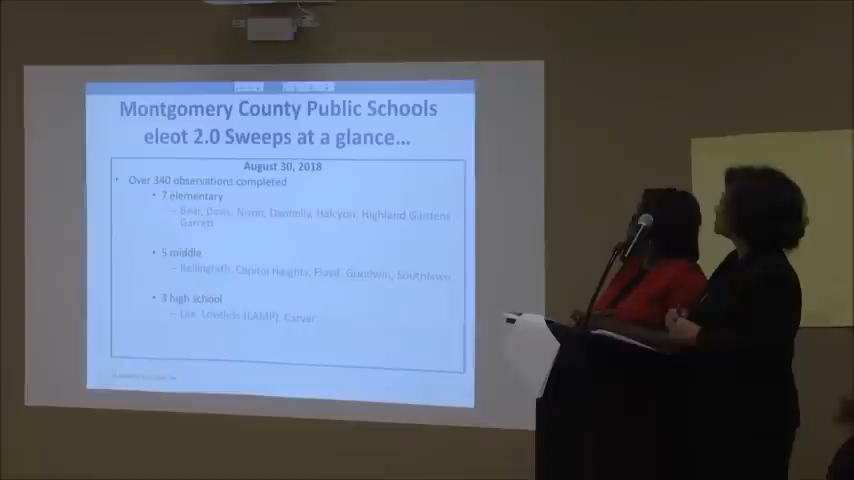 Montgomery County Public Schools
eleot 2.0 Sweeps at a glance...
August 30, 2018
• Over 340 observations completed
• 7 elementary
– Bear, Davis, Nixon, Dannelly, Halcyon, Highland Gardens
Garrett
• 5 middle
– Bellingrath, Capitol Heights, Floyd, Goodwin, Southlawn
• 3 high school
– Lee, Loveless (LAMP), Carver